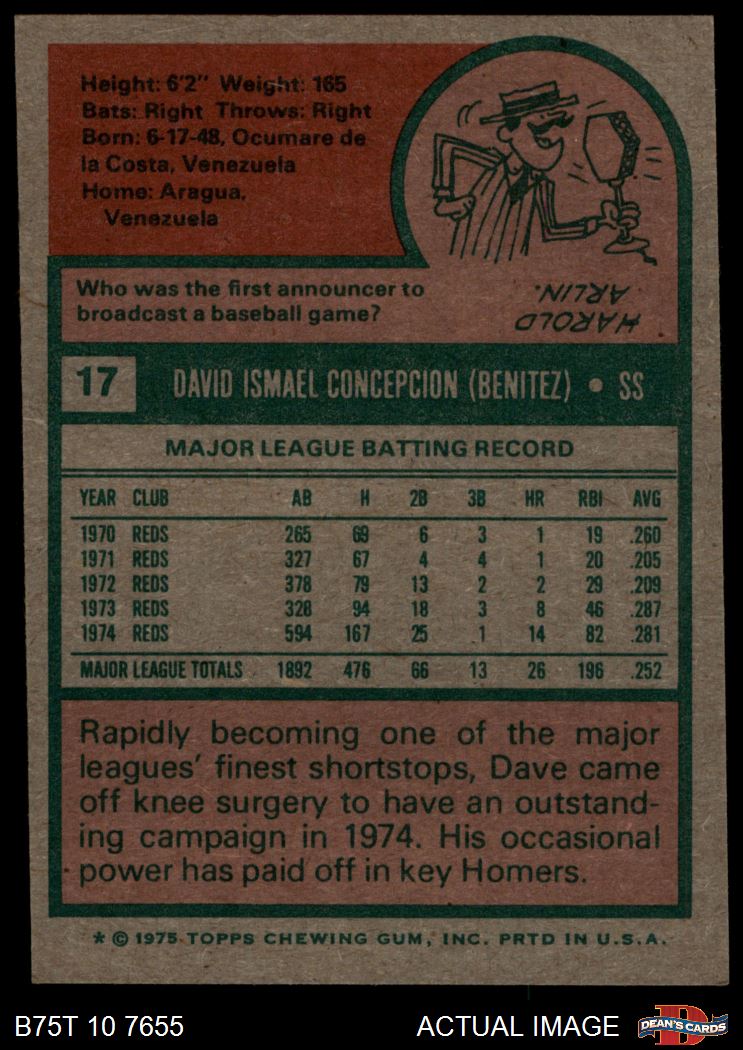 Height: 6'2" Weight: 165
Bats: Right Throws: Right
Born: 6-17-48, Ocumare de
la Costa, Venezuela
Home: Aragua,
Venezuela
Who was the first announcer to
broadcast a baseball game?
HAROLD
ARLIN.
17 DAVID ISMAEL CONCEPCION (BENITEZ) • SS
MAJOR LEAGUE BATTING RECORD
YEAR CLUB AB H 2B 3B HR RBI AVG
1970 REDS 265 69 6 3 1 19 .260
1971 REDS 327 67 4 4 1 20 .205
1972 REDS 378 79 13 2 2 29 .209
1973 REDS 328 94 18 3 8 46 .287
1974 REDS 594 167 25 1 14 82 .281
MAJOR LEAGUE TOTALS 1892 476 66 13 26 196 .252
Rapidly becoming one of the major
leagues' finest shortstops, Dave came
off knee surgery to have an outstand-
ing campaign in 1974. His occasional
power has paid off in key Homers.
* © 1975 TOPPS CHEWING GUM, INC. PRTD IN U.S.A.
B75T 10 7655 ACTUAL IMAGE DEAN'S CARDS